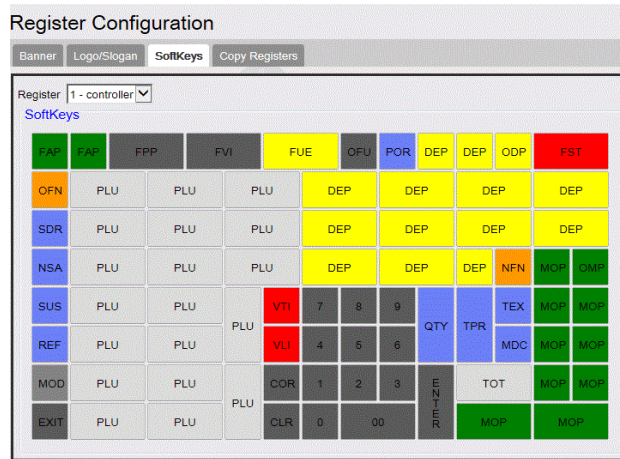 Register Configuration
Banner Logo/Slogan SoftKeys Copy Registers
Register 1 - controller
SoftKeys
FAP FAP FPP FVI FUE OFU POR DEP DEP ODP FST
OFN PLU PLU PLU DEP DEP DEP DEP
SDR PLU PLU PLU DEP DEP DEP DEP
NSA PLU PLU PLU DEP DEP DEP NFN MOP OMP
SUS PLU PLU PLU VTI 7 8 9 QTY TPR TEX MOP MOP
REF PLU PLU VLI 4 5 6 MDC MOP MOP
MOD PLU PLU PLU COR 1 2 3 ENTER TOT MOP MOP
EXIT PLU PLU CLR 0 00 MOP MOP